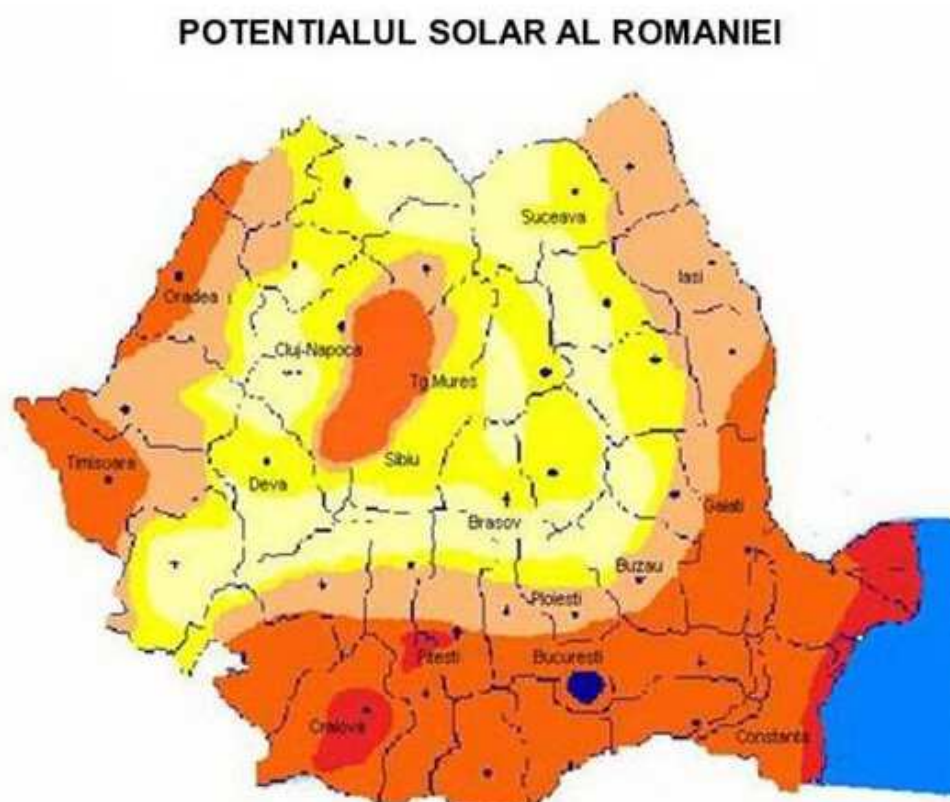 POTENTIALUL SOLAR AL ROMANIEI
Suceava
Iasi
Oradea
Cluj-Napoca
Tg.Mures
Timisoara
Sibiu
Deva
Galati
Brasov
Buzau
Ploiesti
Pitesti
Bucuresti
Craiova
Constanta